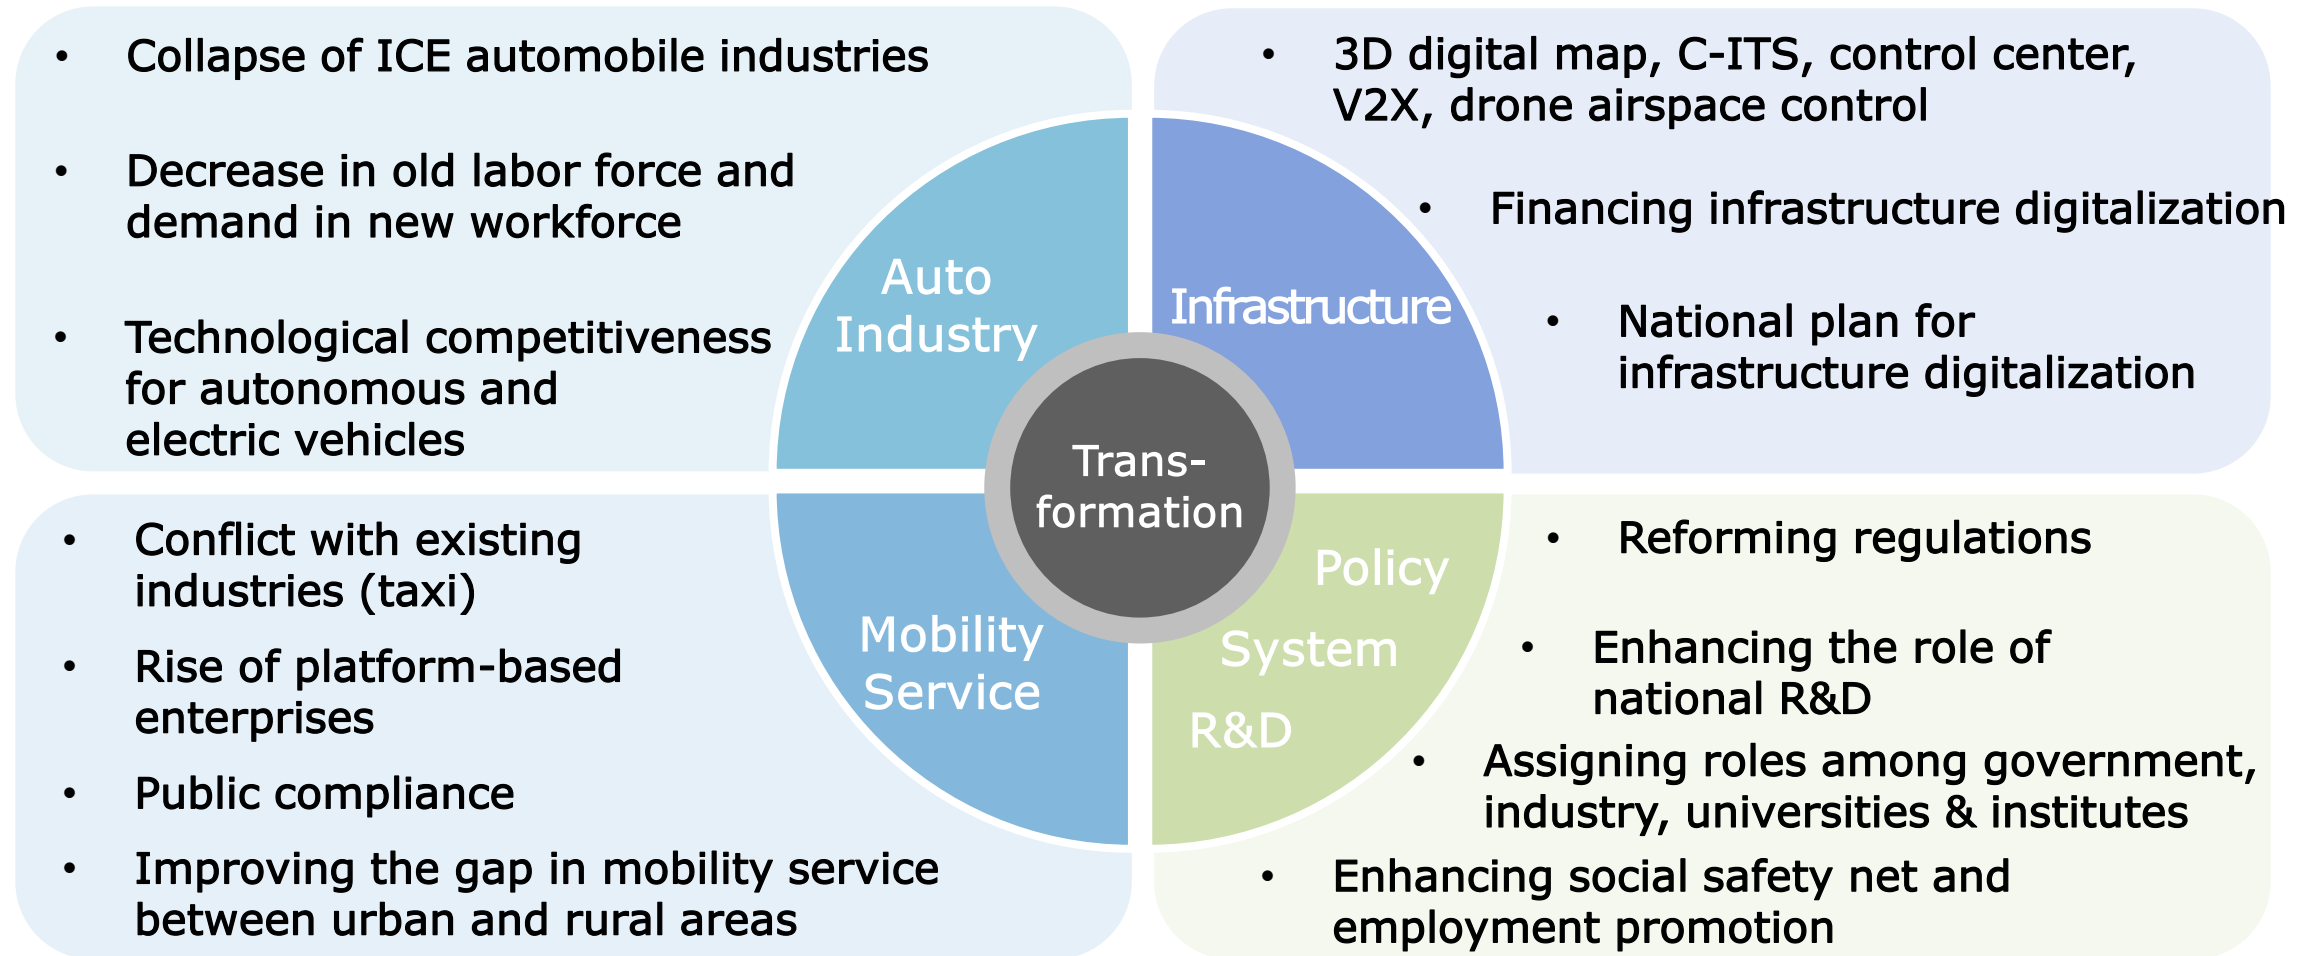 • Collapse of ICE automobile industries
• Decrease in old labor force and
demand in new workforce
• Technological competitiveness
for autonomous and
electric vehicles
Auto
Industry
• 3D digital map, C-ITS, control center,
V2X, drone airspace control
• Financing infrastructure digitalization
• National plan for
infrastructure digitalization
Infrastructure
Trans-
formation
• Conflict with existing
industries (taxi)
• Rise of platform-based
enterprises
• Public compliance
• Improving the gap in mobility service
between urban and rural areas
Mobility
Service
Policy
System
R&D
• Reforming regulations
• Enhancing the role of
national R&D
• Assigning roles among government,
industry, universities & institutes
• Enhancing social safety net and
employment promotion